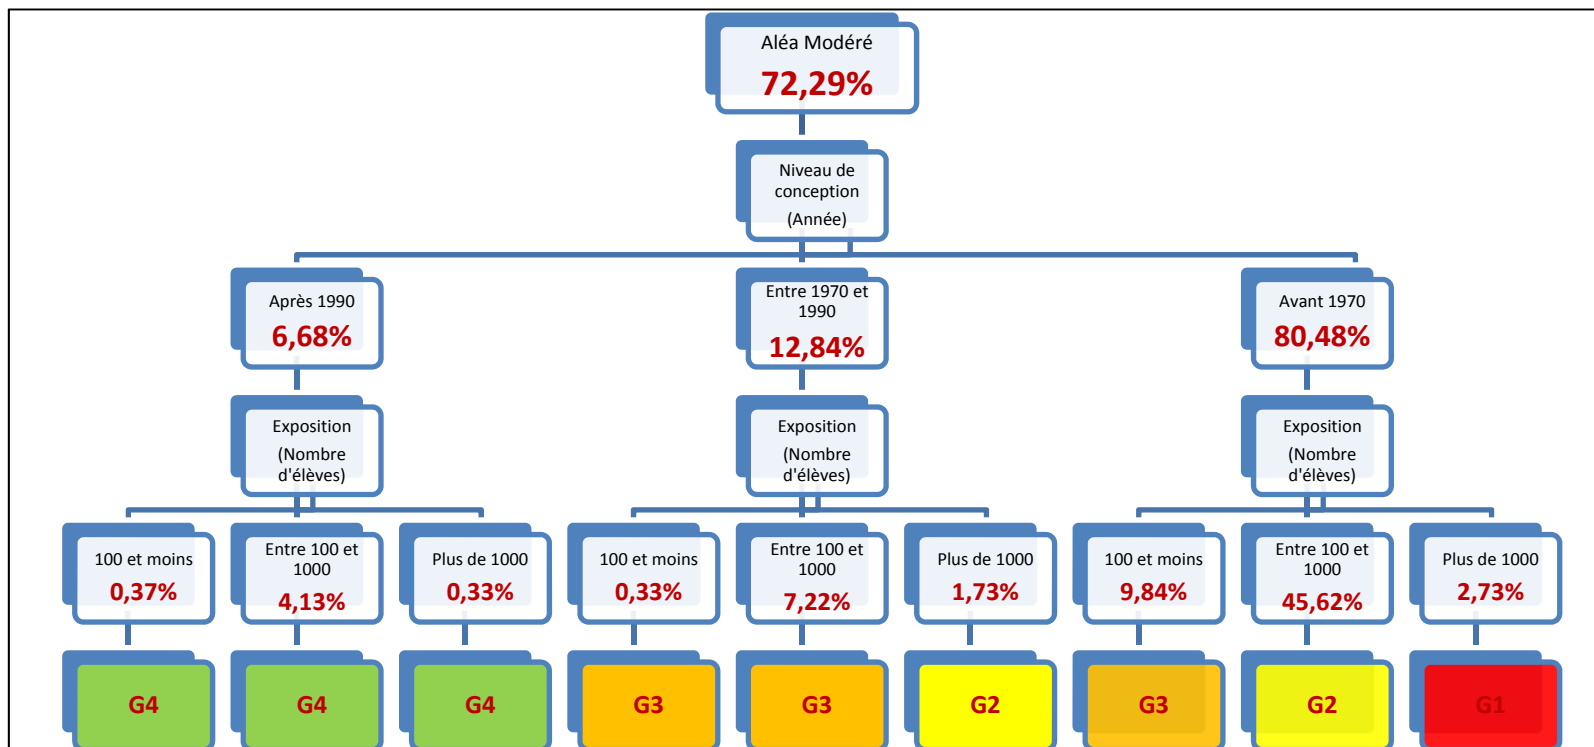 Aléa Modéré
72,29%
Niveau de
conception
(Année)
Après 1990
6,68%
Entre 1970 et
1990
12,84%
Avant 1970
80,48%
Exposition
(Nombre
d'élèves)
Exposition
(Nombre
d'élèves)
Exposition
(Nombre
d'élèves)
100 et moins
0,37%
Entre 100 et
1000
4,13%
Plus de 1000
0,33%
100 et moins
0,33%
Entre 100 et
1000
7,22%
Plus de 1000
1,73%
100 et moins
9,84%
Entre 100 et
1000
45,62%
Plus de 1000
2,73%
G4
G4
G4
G3
G3
G2
G3
G2
G1